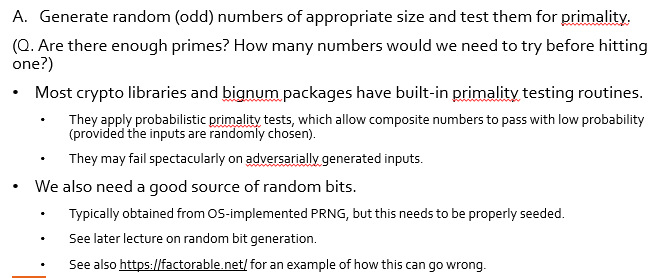 A. Generate random (odd) numbers of appropriate size and test them for primality.
(Q. Are there enough primes? How many numbers would we need to try before hitting
one?)
• Most crypto libraries and bignum packages have built-in primality testing routines.
• They apply probabilistic primality tests, which allow composite numbers to pass with low probability
(provided the inputs are randomly chosen).
• They may fail spectacularly on adversarially generated inputs.
• We also need a good source of random bits.
• Typically obtained from OS-implemented PRNG, but this needs to be properly seeded.
• See later lecture on random bit generation.
• See also https://factorable.net/ for an example of how this can go wrong.